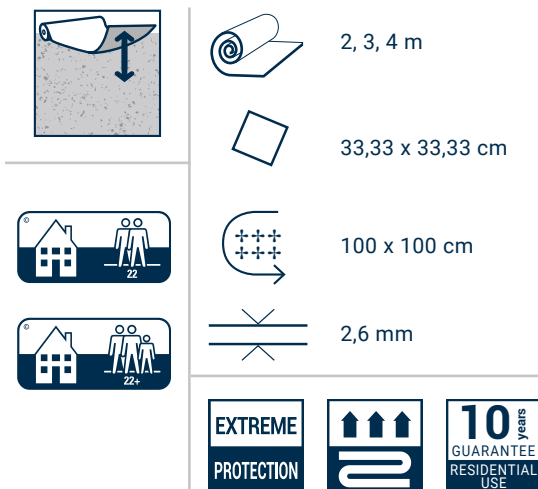 2, 3, 4 m
33,33 x 33,33 cm
100 x 100 cm
2,6 mm
©
22
©
22+
EXTREME
PROTECTION
10 years
GUARANTEE
RESIDENTIAL
USE